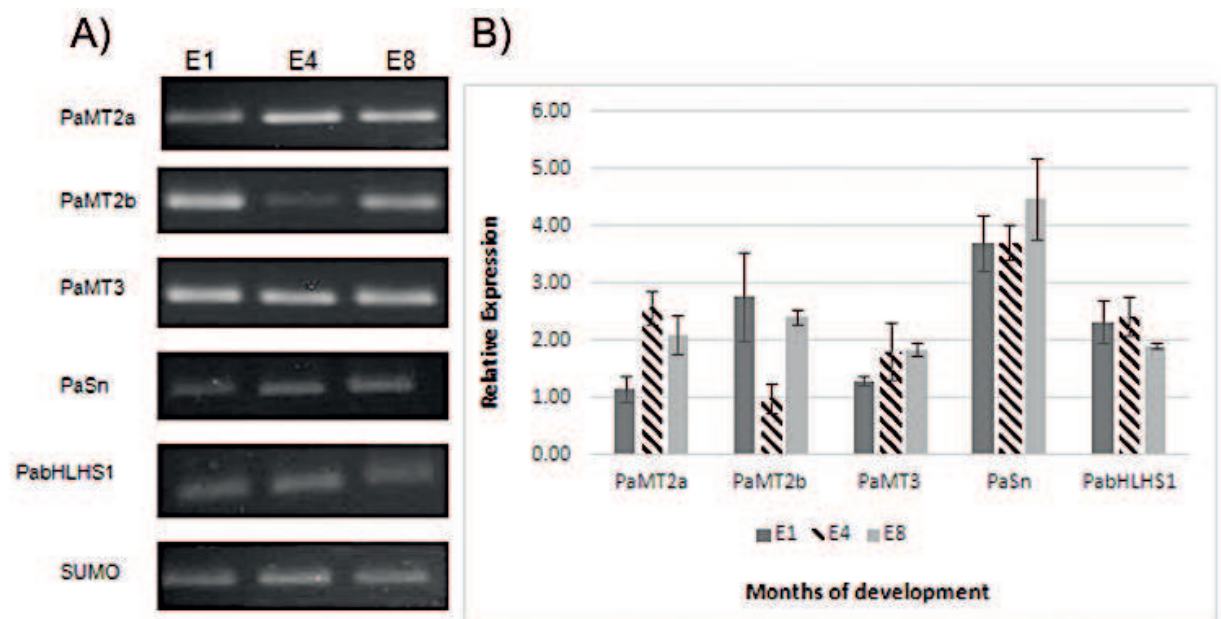 A)
E1 E4 E8
PaMT2a
PaMT2b
PaMT3
PaSn
PabHLHS1
SUMO
B)
6.00
5.00
4.00
3.00
2.00
1.00
0.00
Relative Expression
PaMT2a PaMT2b PaMT3 PaSn PabHLHS1
E1 E4 E8
Months of development